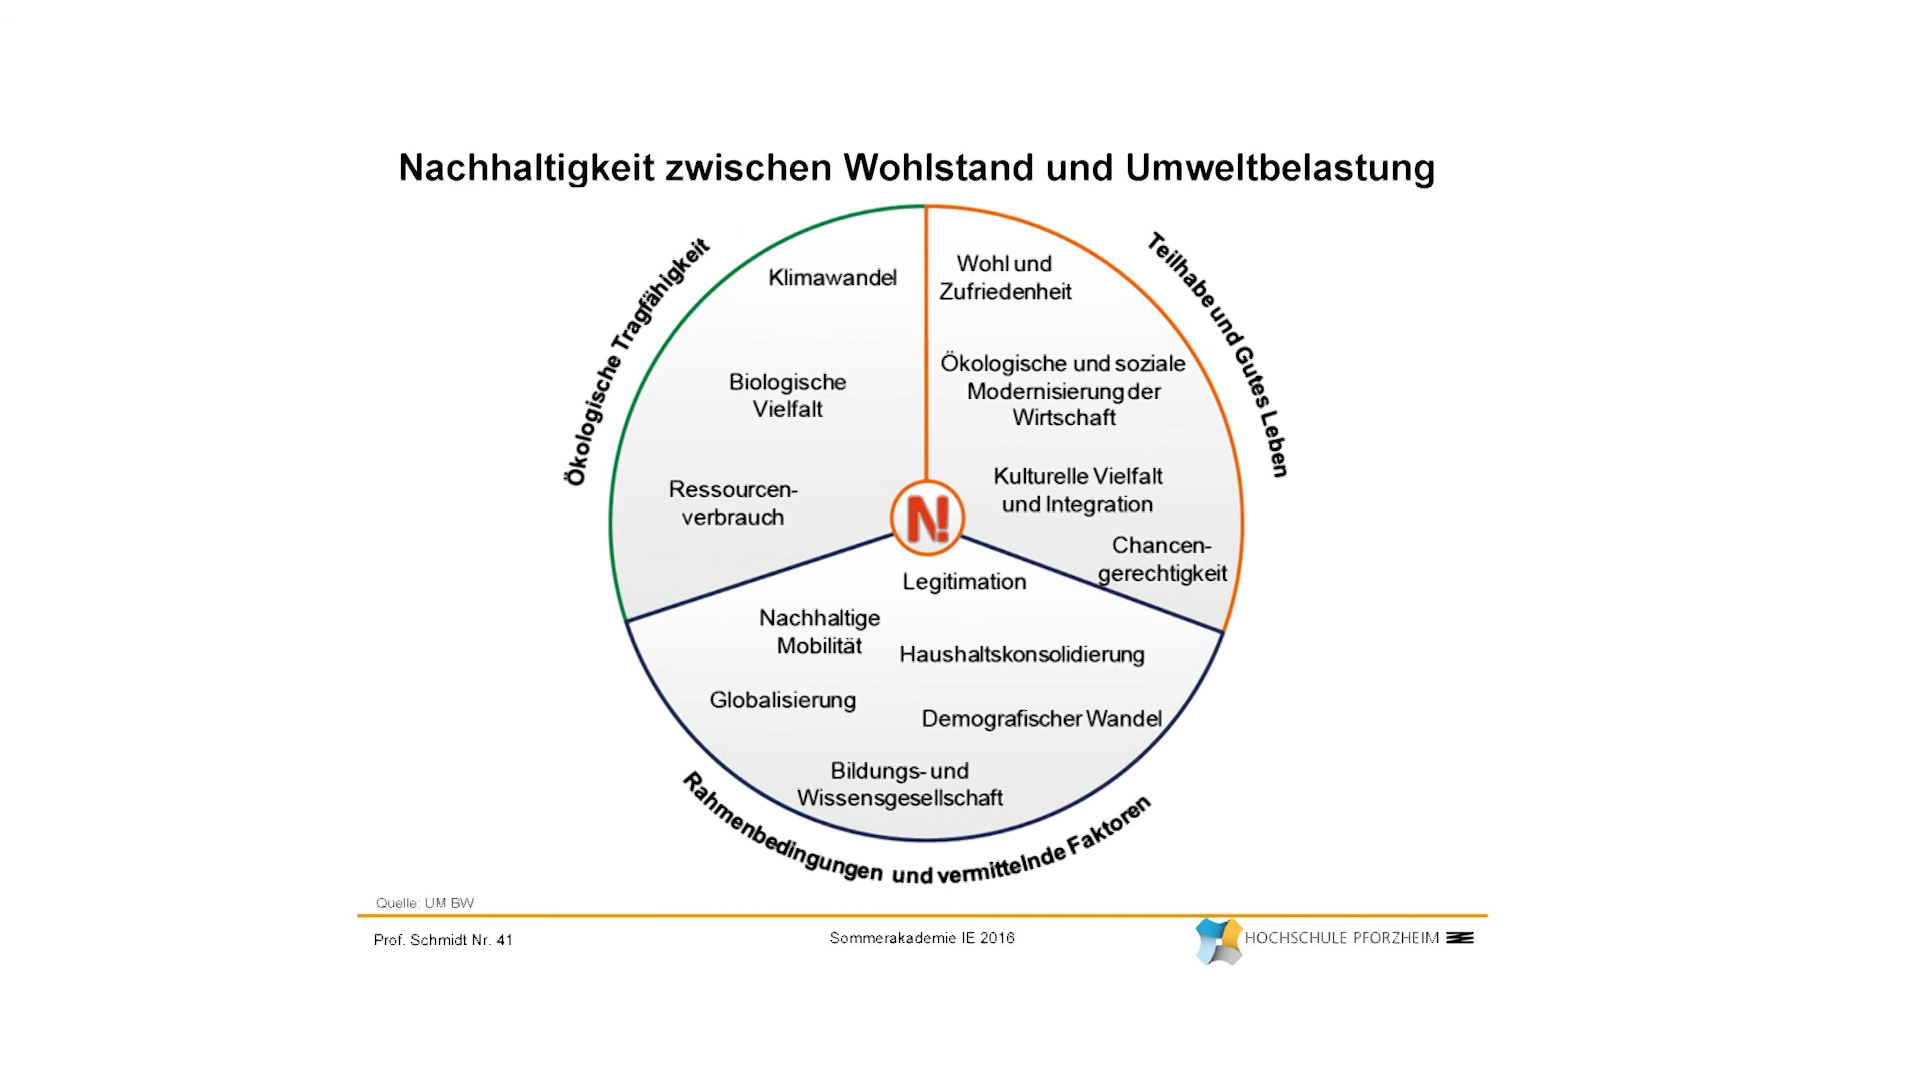 Nachhaltigkeit zwischen Wohlstand und Umweltbelastung
Ökologische Tragfähigkeit
Klimawandel
Biologische
Vielfalt
Ressourcen-
verbrauch
Teilhabe und Gutes Leben
Wohl und
Zufriedenheit
Ökologische und soziale
Modernisierung der
Wirtschaft
Kulturelle Vielfalt
und Integration
Chancen-
gerechtigkeit
N!
Legitimation
Nachhaltige
Mobilität
Haushaltskonsolidierung
Globalisierung
Demografischer Wandel
Bildungs- und
Wissensgesellschaft
Rahmenbedingungen und vermittelnde Faktoren
Quelle: UM BW
Prof. Schmidt Nr. 41
Sommerakademie IE 2016
HOCHSCHULE PFORZHEIM